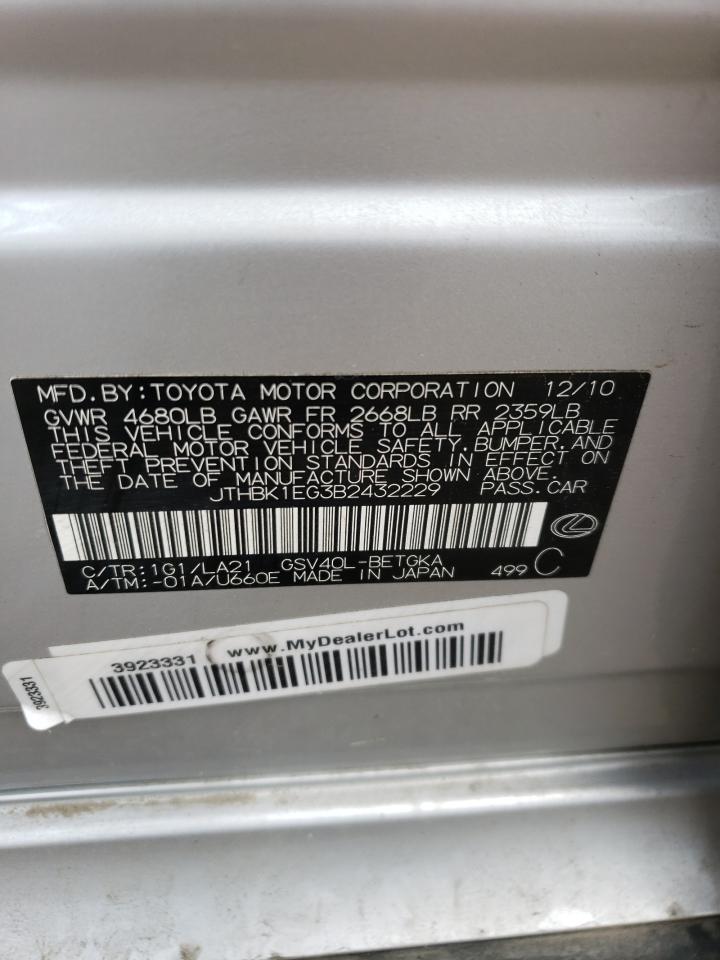 MFD.BY:TOYOTA MOTOR CORPORATION 12/10
GVWR 4680LB GAWR FR 2668LB RR 2359LB
THIS VEHICLE CONFORMS TO ALL APPLICABLE
FEDERAL MOTOR VEHICLE SAFETY, BUMPER, AND
THEFT PREVENTION STANDARDS IN EFFECT ON
THE DATE OF MANUFACTURE SHOWN ABOVE.
JTHBK1EG3B2432229 PASS.CAR
C/TR:1G1/LA21 GSV40L-BETGKA
A/TM:-01A/U660E MADE IN JAPAN 499 C
3923331 www.MyDealerLot.com
3923331